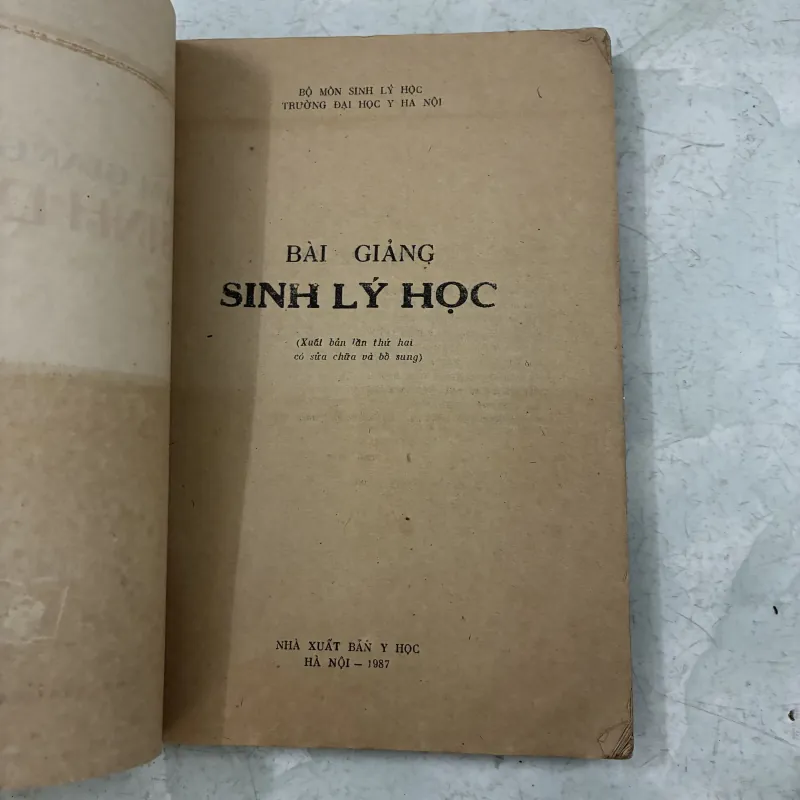 BỘ MÔN SINH LÝ HỌC
TRƯỜNG ĐẠI HỌC Y HÀ NỘI
BÀI GIẢNG
SINH LÝ HỌC
(Xuất bản lần thứ hai
có sửa chữa và bổ sung)
NHÀ XUẤT BẢN Y HỌC
HÀ NỘI – 1987